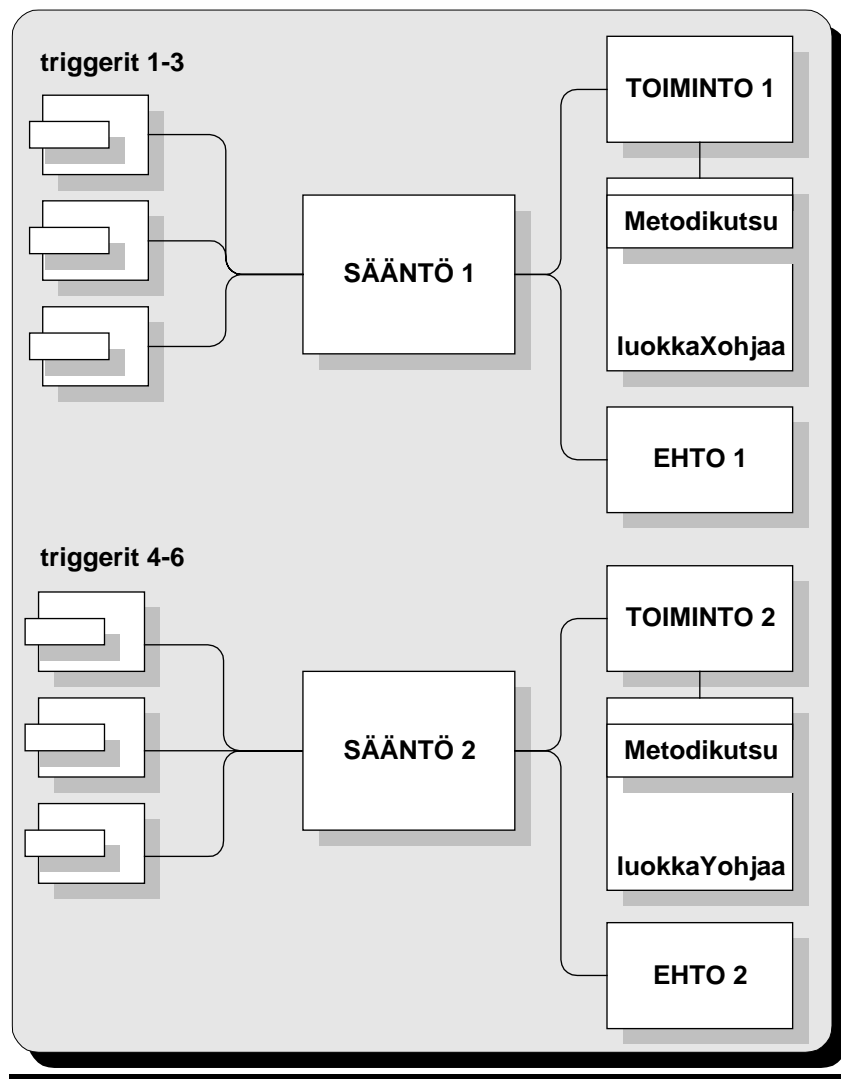 triggerit 1-3
TOIMINTO 1
Metodikutsu
SÄÄNTÖ 1
luokkaXohjaa
EHTO 1
triggerit 4-6
TOIMINTO 2
Metodikutsu
SÄÄNTÖ 2
luokkaYohjaa
EHTO 2